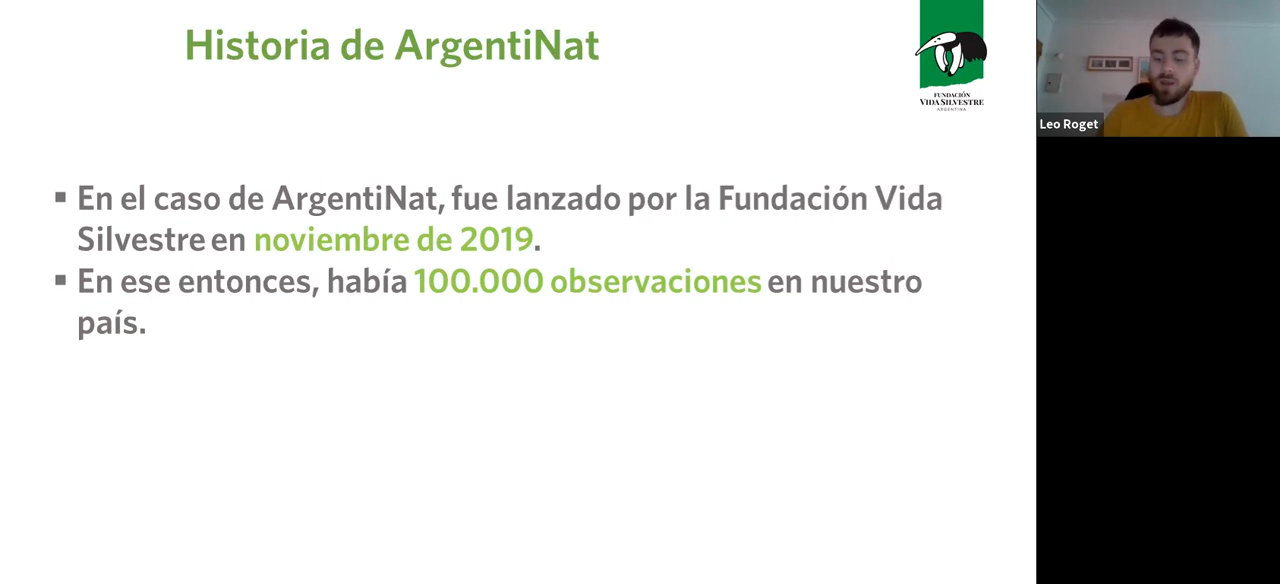 Historia de ArgentiNat
FUNDACIÓN
VIDA SILVESTRE
ARGENTINA
Leo Roget
▪ En el caso de ArgentiNat, fue lanzado por la Fundación Vida
Silvestre en noviembre de 2019.
▪ En ese entonces, había 100.000 observaciones en nuestro
país.